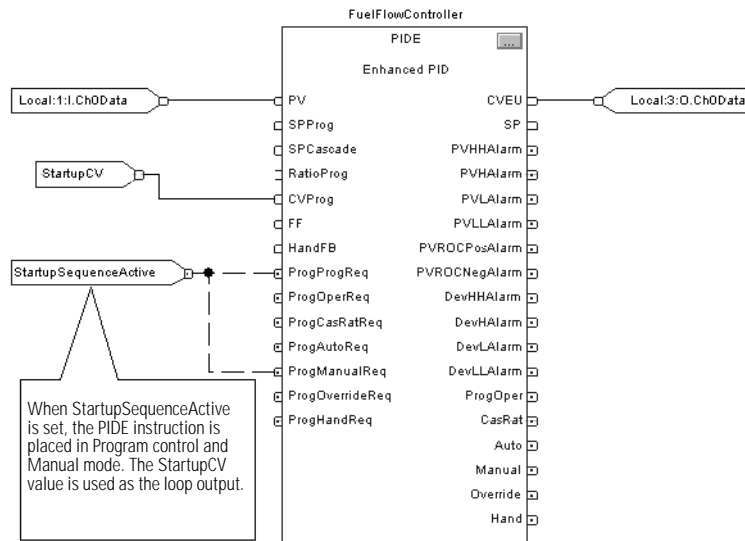 FuelFlowController
PIDE
...
Enhanced PID
Local:1:I.Ch0Data
PV
CVEU
Local:3:O.Ch0Data
SPProg
SP
SPCascade
PVHHAlarm
StartupCV
RatioProg
PVHAlarm
CVProg
PVLAlarm
FF
PVLLAlarm
HandFB
PVROCPosAlarm
StartupSequenceActive
ProgProgReq
PVROCNegAlarm
ProgOperReq
DevHHAlarm
ProgCasRatReq
DevHAlarm
ProgAutoReq
DevLAlarm
ProgManualReq
DevLLAlarm
ProgOverrideReq
ProgOper
ProgHandReq
CasRat
Auto
Manual
Override
Hand
When StartupSequenceActive
is set, the PIDE instruction is
placed in Program control and
Manual mode. The StartupCV
value is used as the loop output.